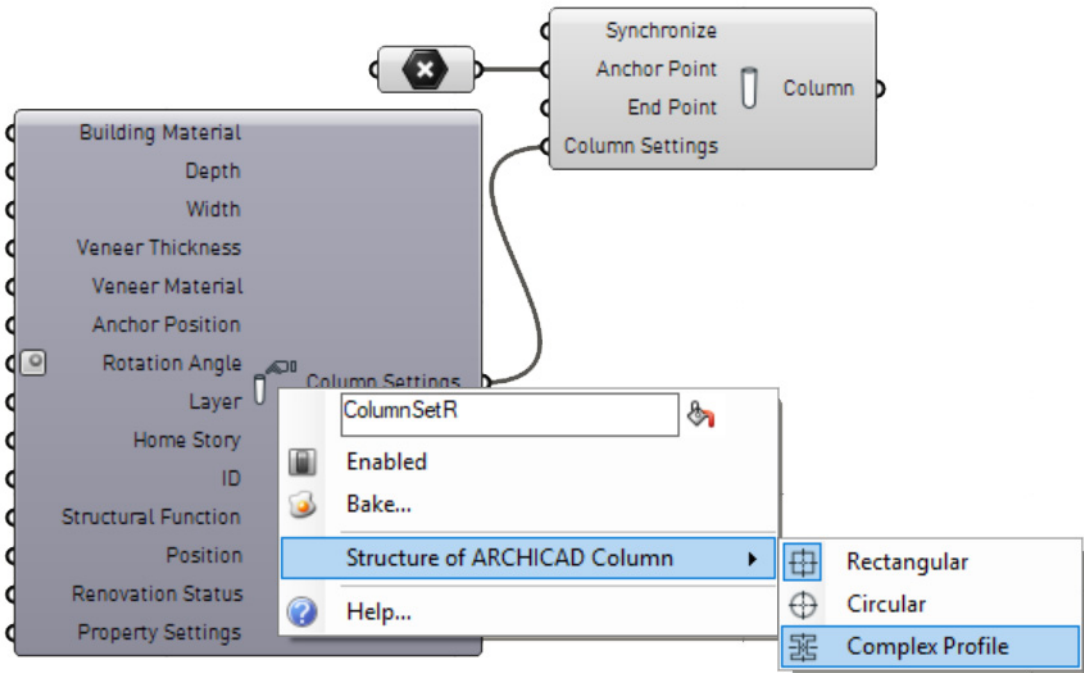 Synchronize
Anchor Point
End Point
Column Settings
Column
Building Material
Depth
Width
Veneer Thickness
Veneer Material
Anchor Position
Rotation Angle
Layer
Home Story
ID
Structural Function
Position
Renovation Status
Property Settings
Column Settings
ColumnSetR
Enabled
Bake...
Structure of ARCHICAD Column
Help...
Rectangular
Circular
Complex Profile